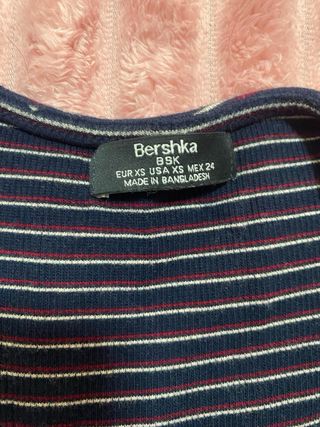 Bershka
BSK
EUR XS USA XS MEX 24
MADE IN BANGLADESH